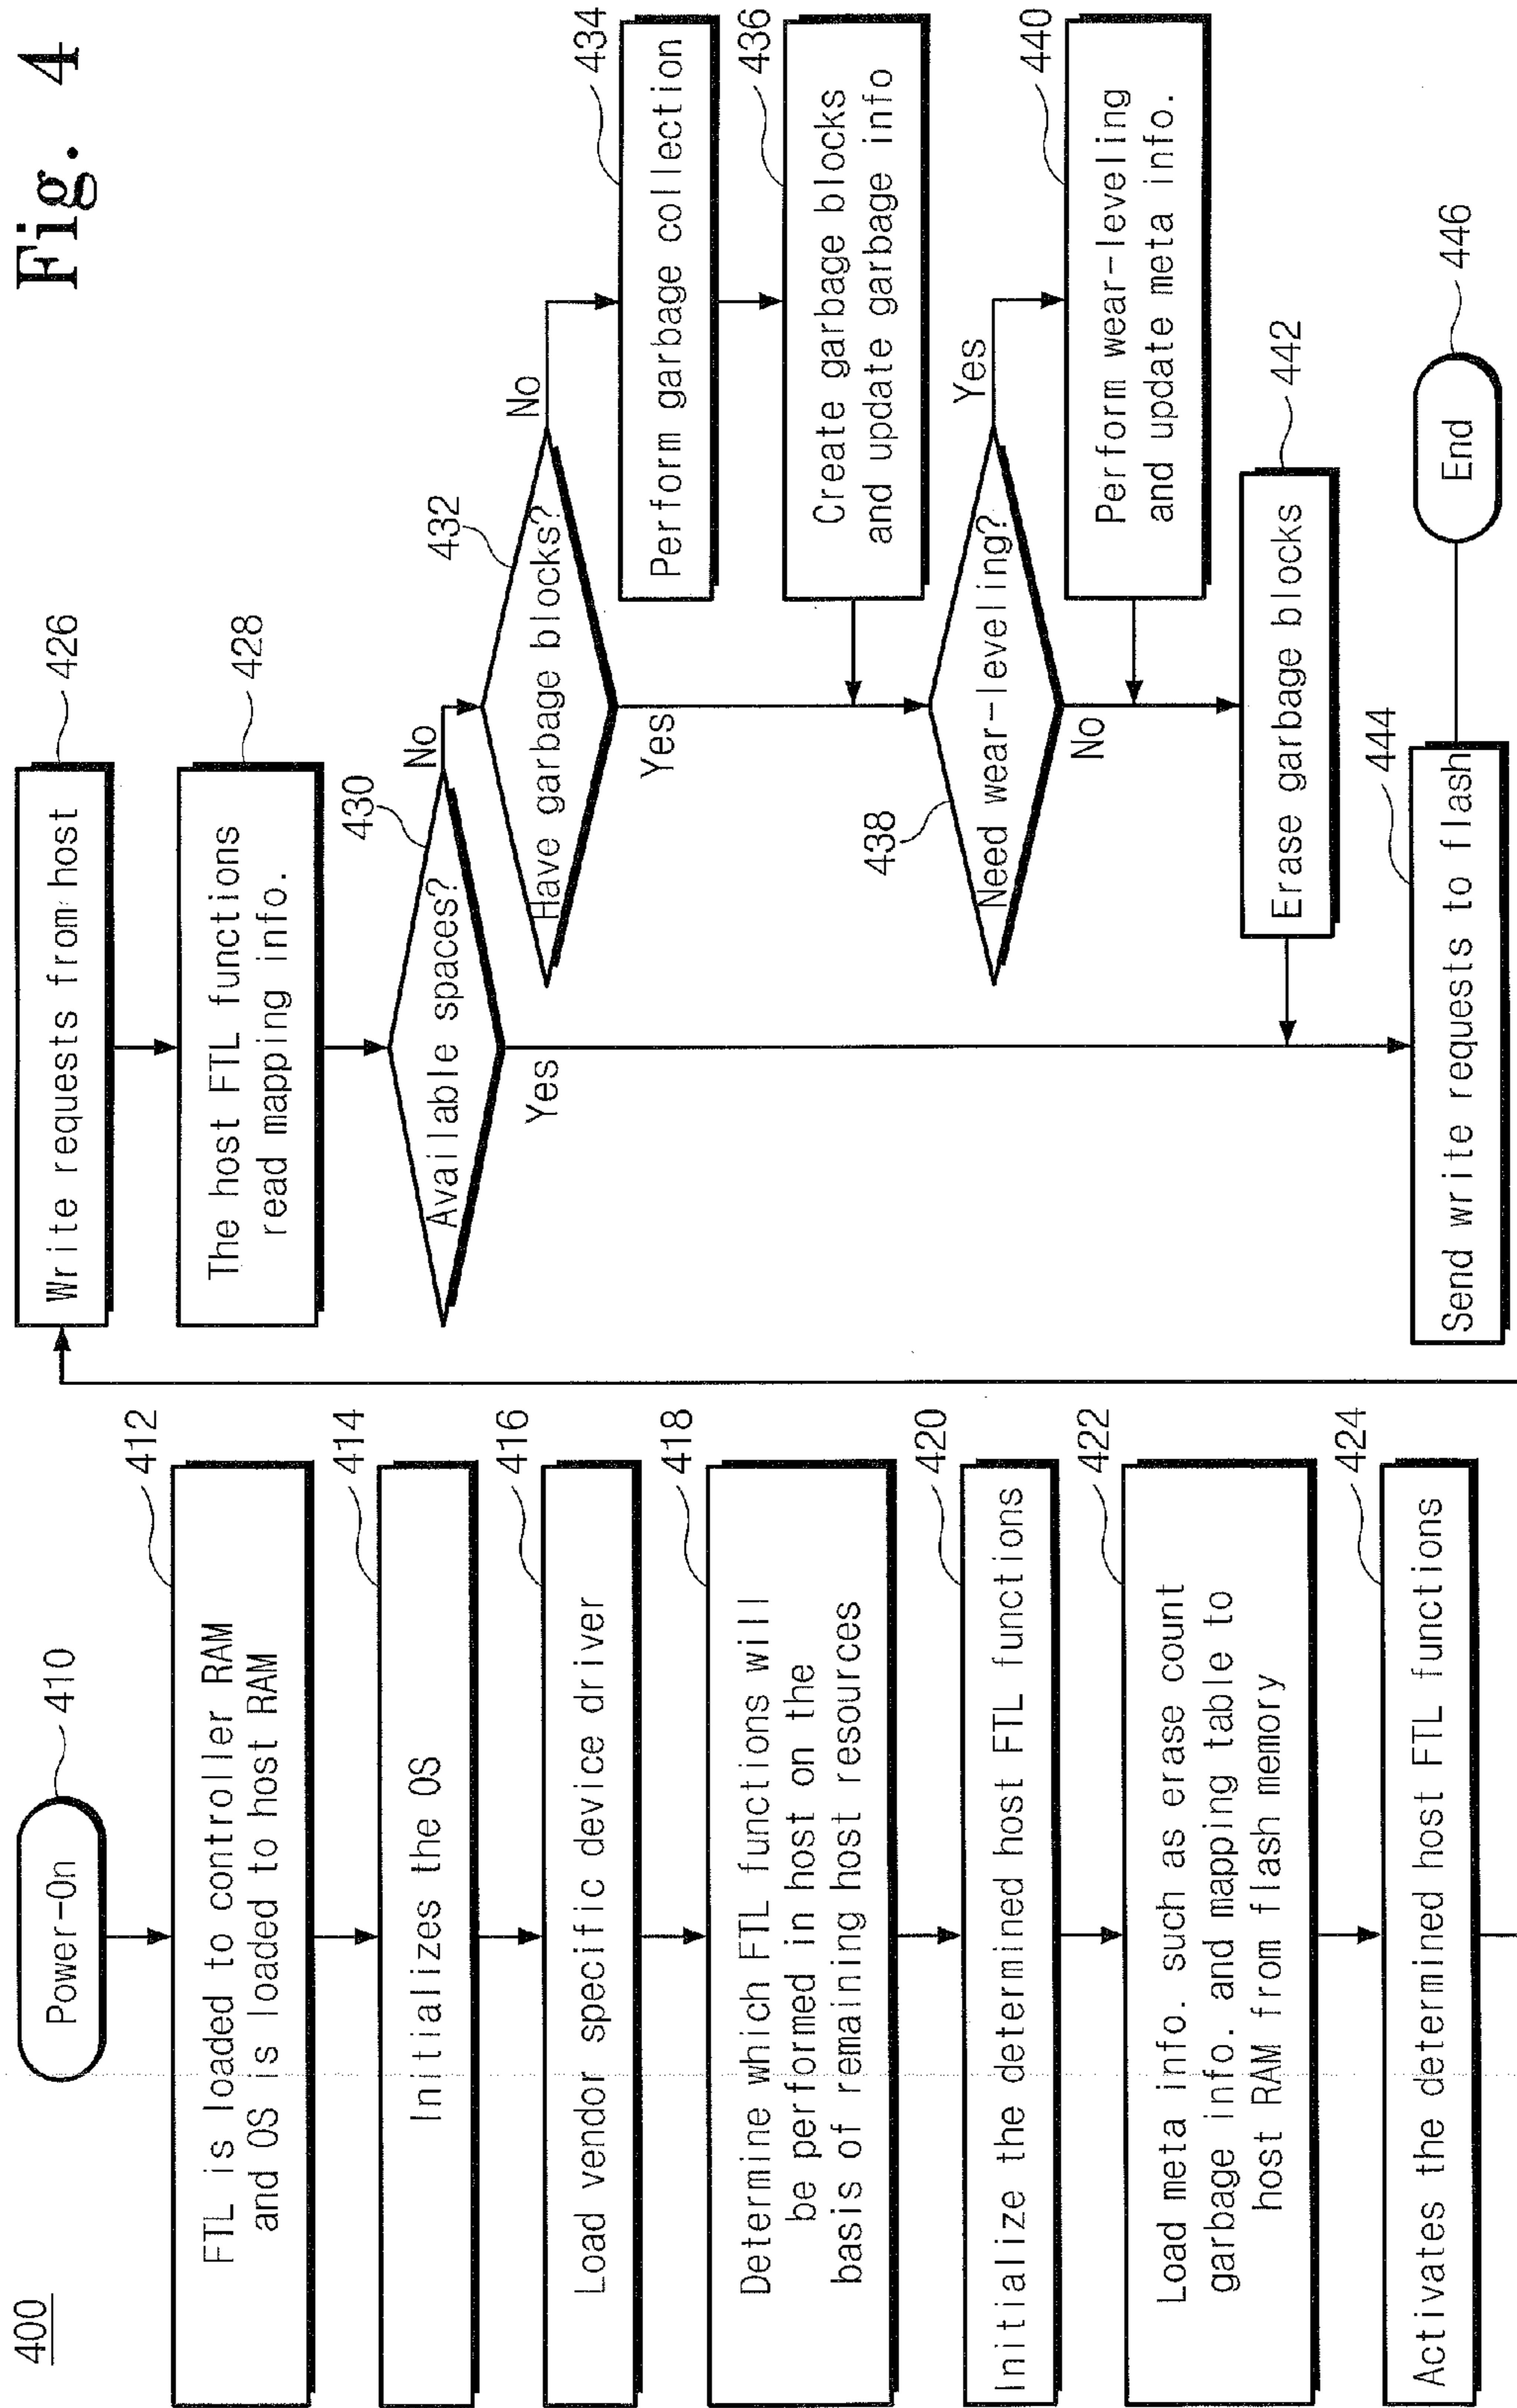 Fig. 4
400
Power-On
410
FTL is loaded to controller RAM
and OS is loaded to host RAM
412
Initializes the OS
414
Load vendor specific device driver
416
Determine which FTL functions will
be performed in host on the
basis of remaining host resources
418
Initialize the determined host FTL functions
420
Load meta info. such as erase count
garbage info. and mapping table to
host RAM from flash memory
422
Activates the determined host FTL functions
424
Write requests from host
426
The host FTL functions
read mapping info.
428
Available spaces?
430
No
Yes
Have garbage blocks?
432
No
Yes
Perform garbage collection
434
Create garbage blocks
and update garbage info
436
Need wear-leveling?
438
Yes
No
Perform wear-leveling
and update meta info.
440
Erase garbage blocks
442
Send write requests to flash
444
End
446